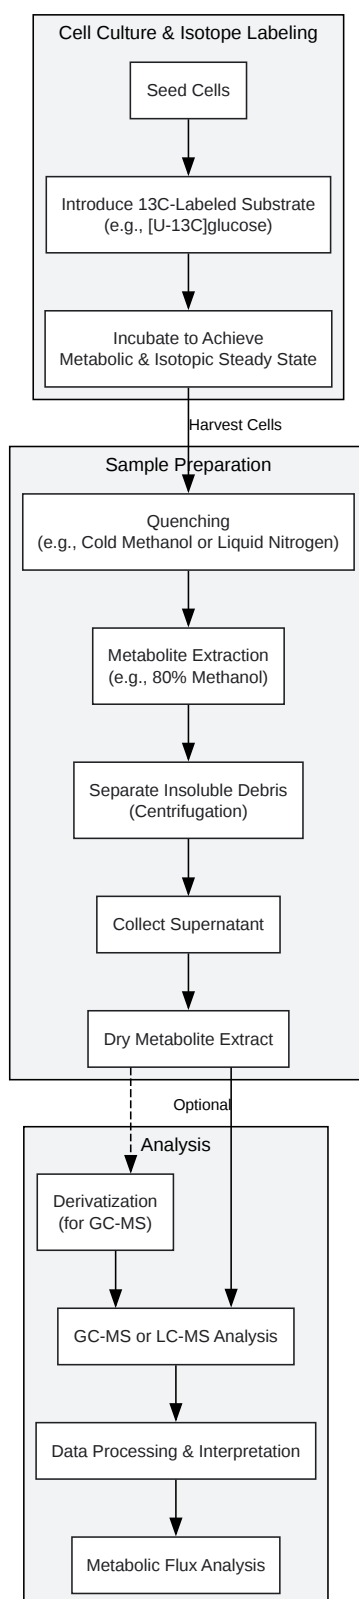 Cell Culture & Isotope Labeling
Seed Cells
Introduce 13C-Labeled Substrate
(e.g., [U-13C]glucose)
Incubate to Achieve
Metabolic & Isotopic Steady State
Harvest Cells
Sample Preparation
Quenching
(e.g., Cold Methanol or Liquid Nitrogen)
Metabolite Extraction
(e.g., 80% Methanol)
Separate Insoluble Debris
(Centrifugation)
Collect Supernatant
Dry Metabolite Extract
Optional
Analysis
Derivatization
(for GC-MS)
GC-MS or LC-MS Analysis
Data Processing & Interpretation
Metabolic Flux Analysis